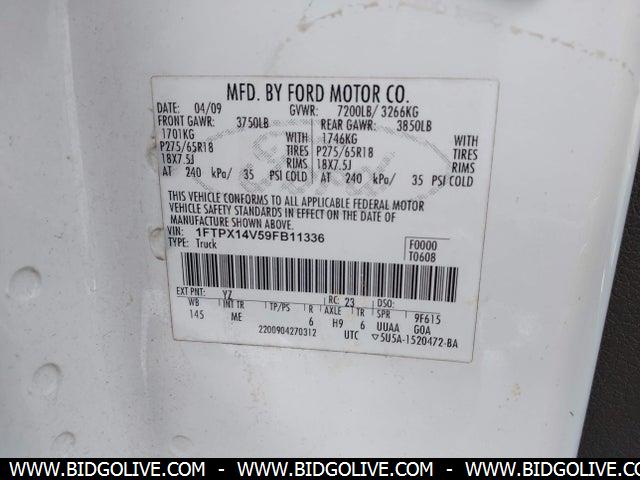 MFD. BY FORD MOTOR CO.
DATE: 04/09 GVWR: 7200LB/ 3266KG
FRONT GAWR: 3750LB REAR GAWR: 3850LB
1701KG WITH 1746KG WITH
P275/65R18 TIRES P275/65R18 TIRES
18X7.5J RIMS 18X7.5J RIMS
AT 240 kPa/ 35 PSI COLD AT 240 kPa/ 35 PSI COLD
THIS VEHICLE CONFORMS TO ALL APPLICABLE FEDERAL MOTOR
VEHICLE SAFETY STANDARDS IN EFFECT ON THE DATE OF
MANUFACTURE SHOWN ABOVE.
VIN: 1FTPX14V59FB11336 F0000
TYPE: Truck T0608
EXT PNT: YZ RC: 23 DSO:
WB INT TR TP/PS R AXLE TR SPR 9F615
145 ME 6 H9 6 UUAA GOA
2200904270312 UTC ▽5U5A-1520472-BA
WWW.BIDGOLIVE.COM - WWW.BIDGOLIVE.COM - WWW.BIDGOLIVE.COM